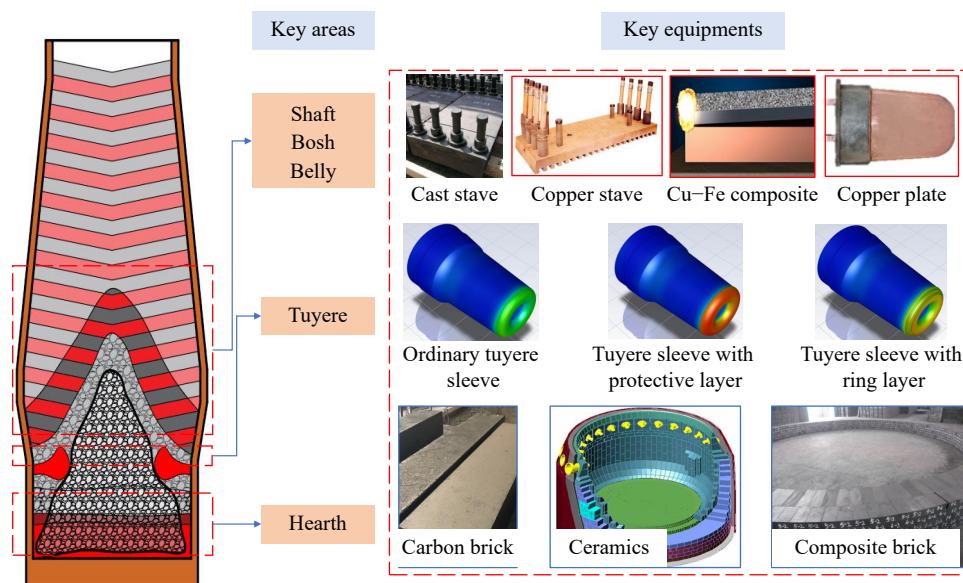 Key areas
Key equipments
Shaft
Bosh
Belly
Cast stave
Copper stave
Cu−Fe composite
Copper plate
Tuyere
Ordinary tuyere
sleeve
Tuyere sleeve with
protective layer
Tuyere sleeve with
ring layer
Hearth
Carbon brick
Ceramics
Composite brick